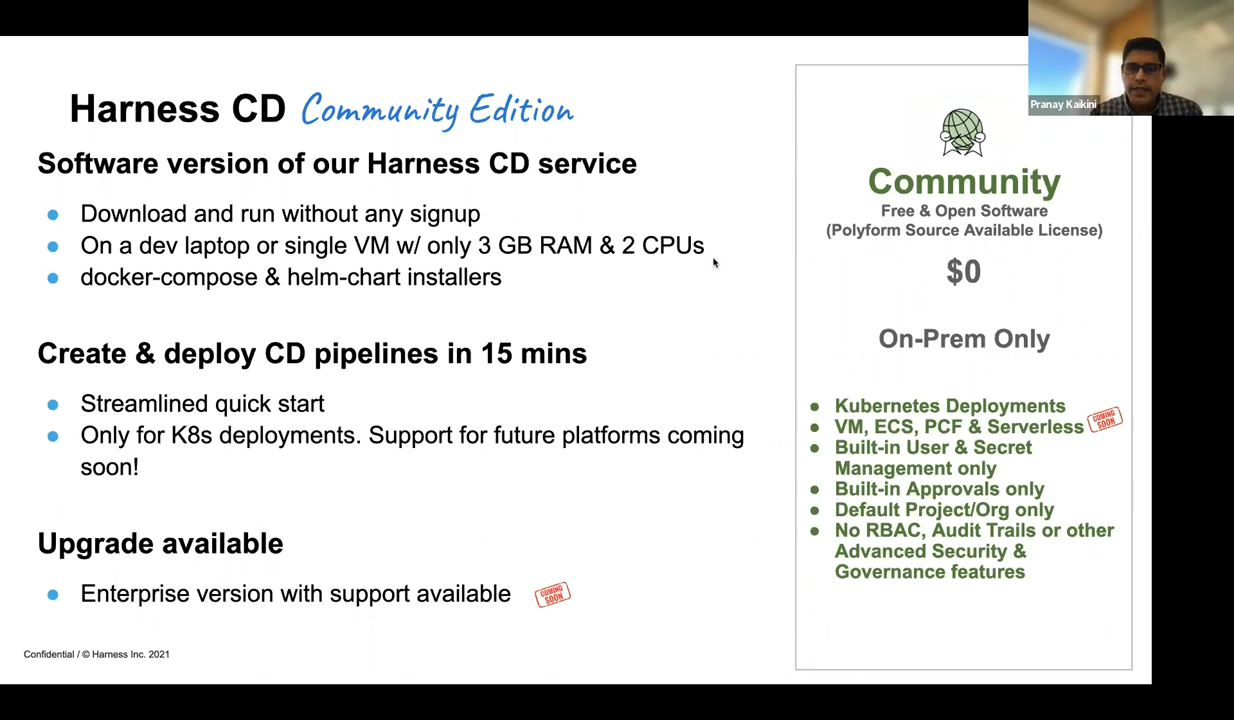 Pranay Kaikini
Harness CD Community Edition
Software version of our Harness CD service
Download and run without any signup
On a dev laptop or single VM w/ only 3 GB RAM & 2 CPUs
docker-compose & helm-chart installers
Create & deploy CD pipelines in 15 mins
Streamlined quick start
Only for K8s deployments. Support for future platforms coming
soon!
Upgrade available
Enterprise version with support available
COMING
SOON
Confidential / © Harness Inc. 2021
Community
Free & Open Software
(Polyform Source Available License)
$0
On-Prem Only
Kubernetes Deployments
VM, ECS, PCF & Serverless
COMING
SOON
Built-in User & Secret
Management only
Built-in Approvals only
Default Project/Org only
No RBAC, Audit Trails or other
Advanced Security &
Governance features